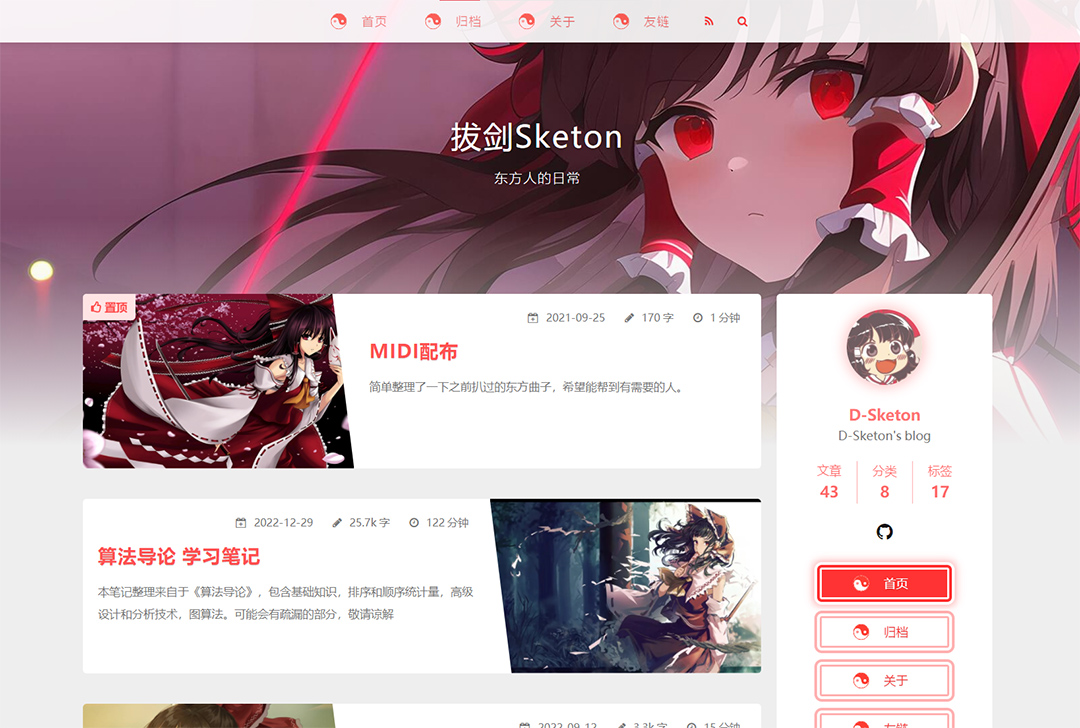 首页 归档 关于 友链
拔剑Sketon
东方人的日常
置顶
2021-09-25 170 字 1 分钟
MIDI配布
简单整理了一下之前扒过的东方曲子，希望能帮到有需要的人。
2022-12-29 25.7k 字 122 分钟
算法导论 学习笔记
本笔记整理来自于《算法导论》，包含基础知识，排序和顺序统计量，高级
设计和分析技术，图算法。可能会有疏漏的部分，敬请谅解
2022-09-12 3.3k 字 15 分钟
D-Sketon
D-Sketon's blog
文章 分类 标签
43 8 17
首页
归档
关于
友链